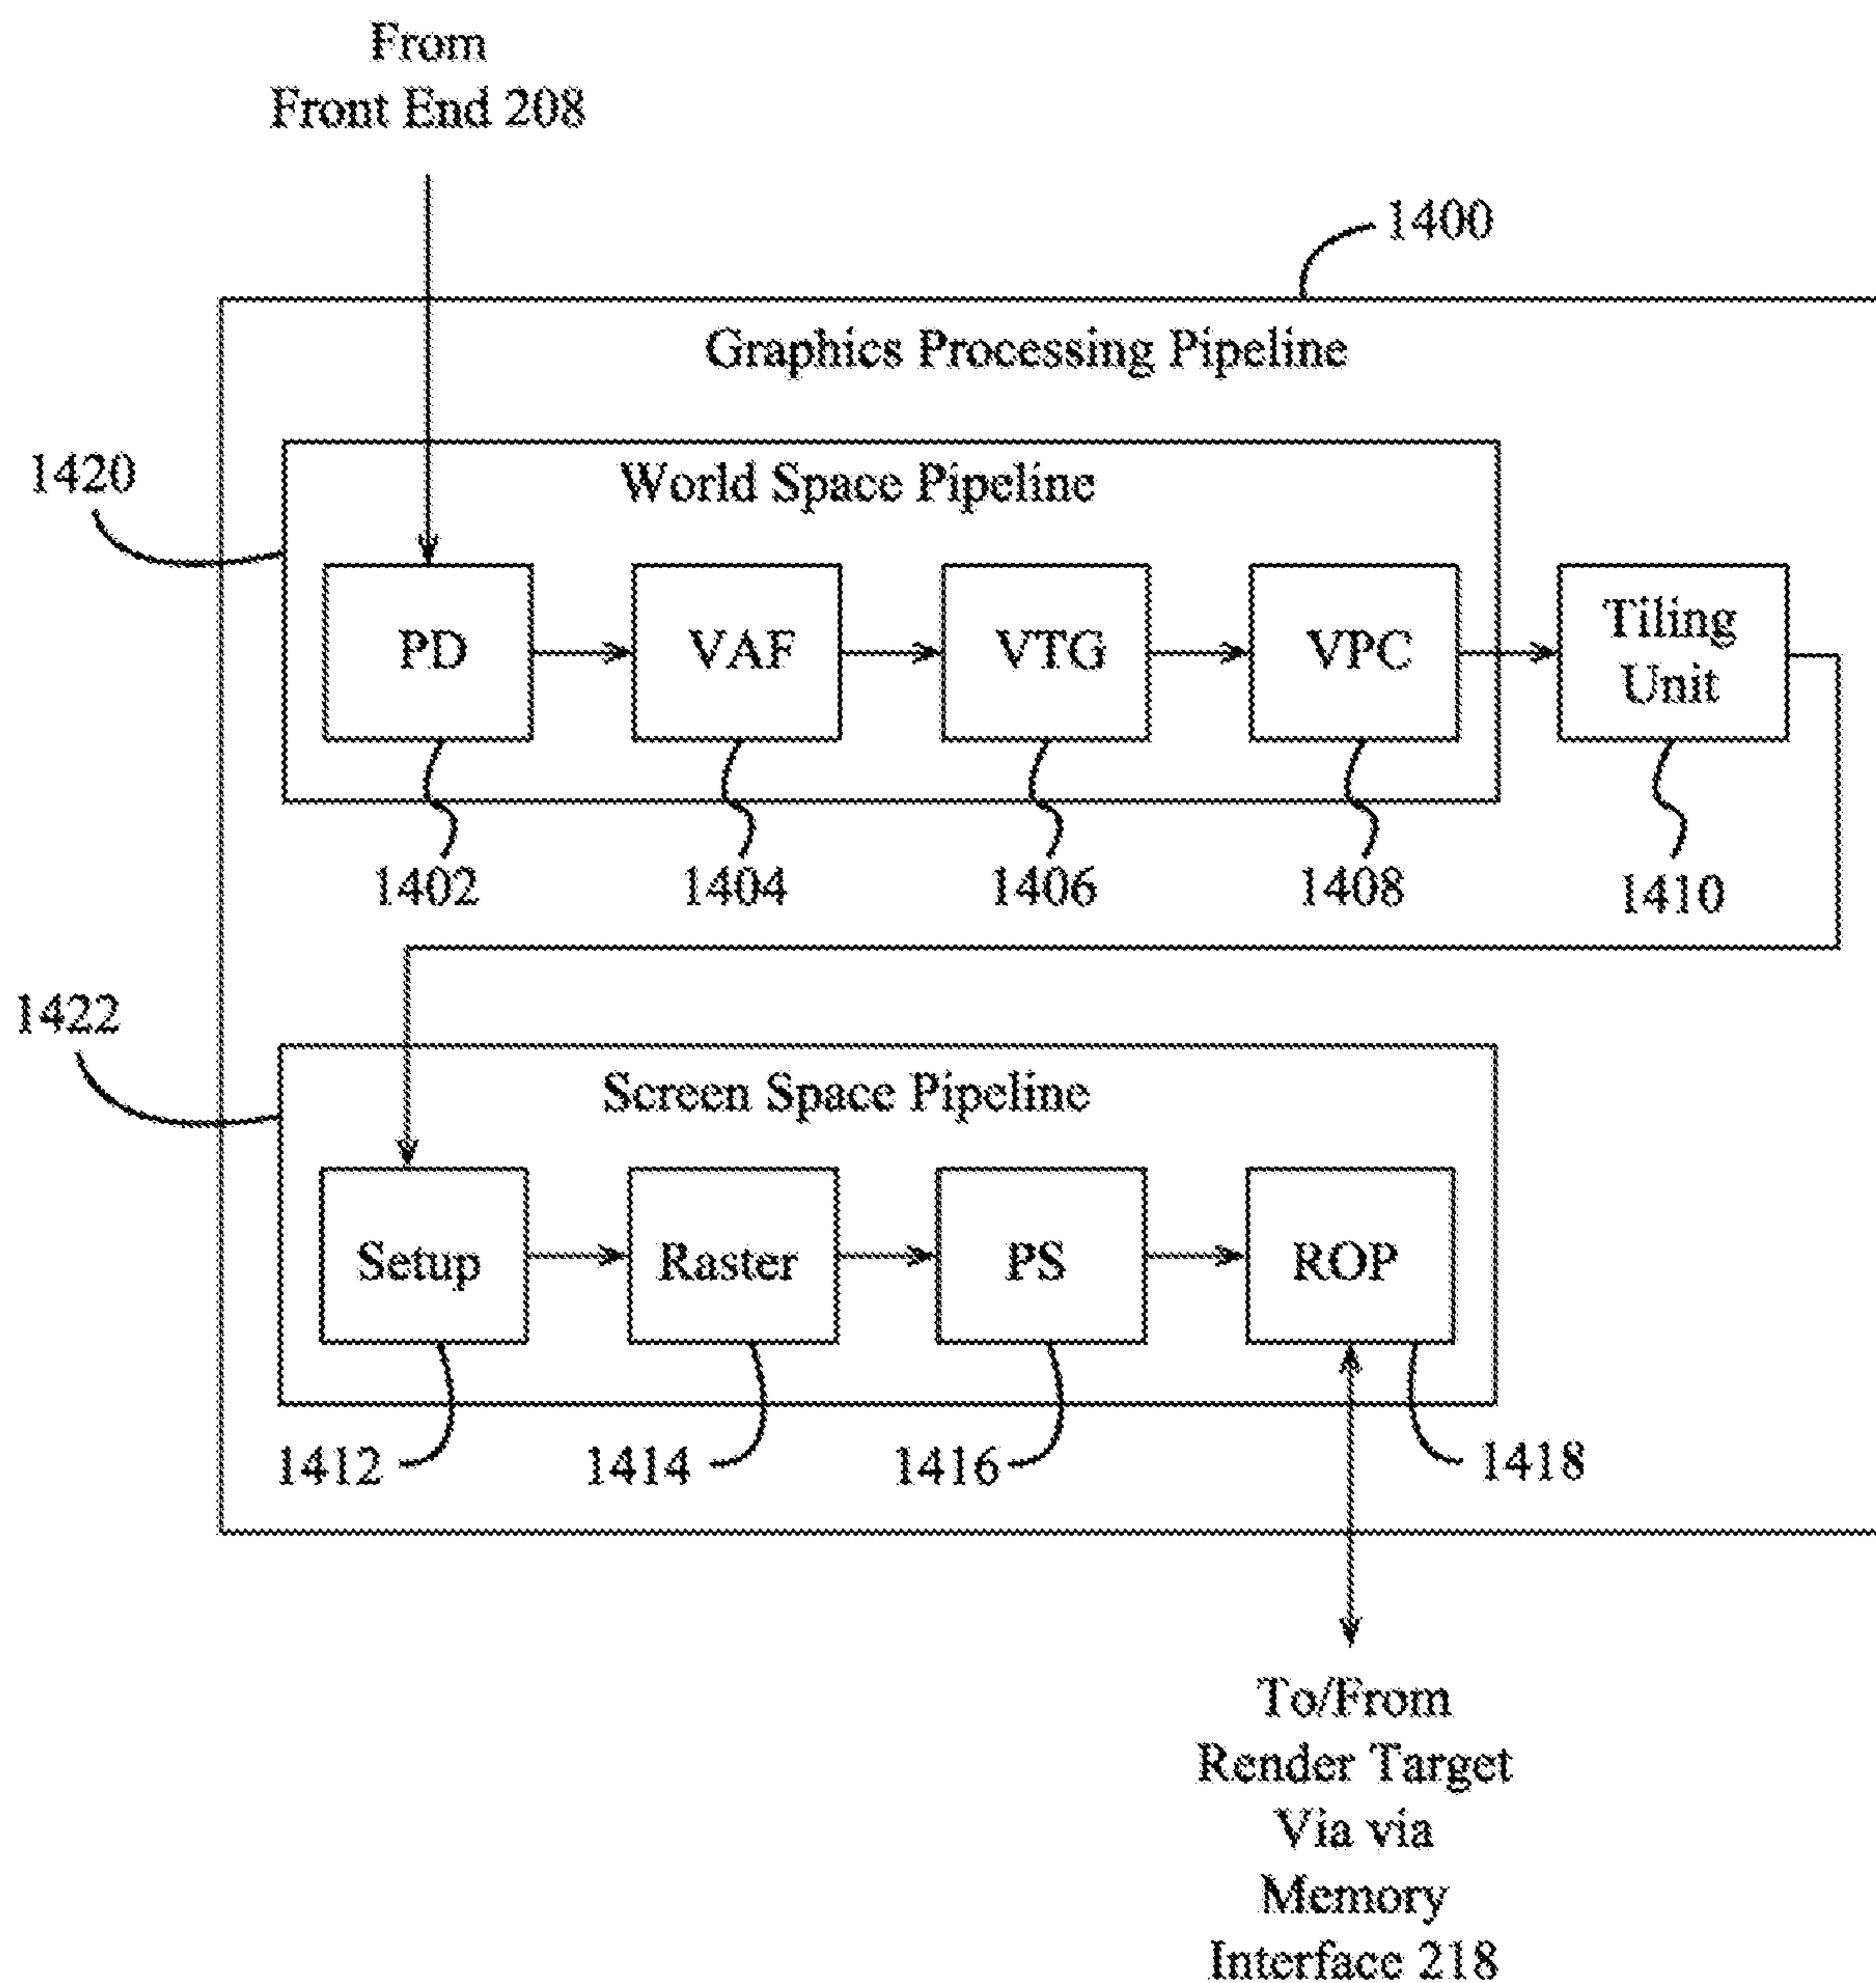 From
Front End 208
1400
Graphics Processing Pipeline
1420
World Space Pipeline
PD
VAF
VTG
VPC
Tiling
Unit
1402
1404
1406
1408
1410
1422
Screen Space Pipeline
Setup
Raster
PS
ROP
1412
1414
1416
1418
To/From
Render Target
Via via
Memory
Interface 218